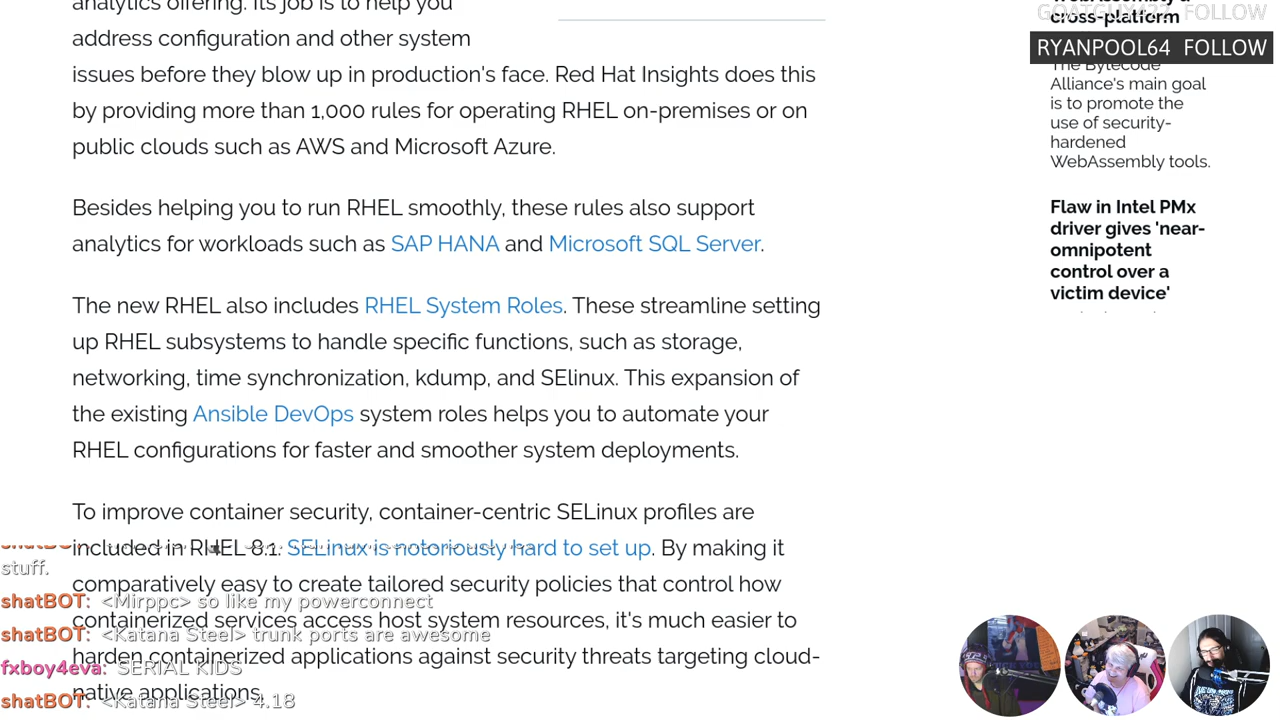 analytics offering. Its job is to help you
address configuration and other system
issues before they blow up in production's face. Red Hat Insights does this
by providing more than 1,000 rules for operating RHEL on-premises or on
public clouds such as AWS and Microsoft Azure.
Besides helping you to run RHEL smoothly, these rules also support
analytics for workloads such as SAP HANA and Microsoft SQL Server.
The new RHEL also includes RHEL System Roles. These streamline setting
up RHEL subsystems to handle specific functions, such as storage,
networking, time synchronization, kdump, and SElinux. This expansion of
the existing Ansible DevOps system roles helps you to automate your
RHEL configurations for faster and smoother system deployments.
To improve container security, container-centric SELinux profiles are
included in RHEL 8.1. SELinux is notoriously hard to set up. By making it
comparatively easy to create tailored security policies that control how
containerized services access host system resources, it's much easier to
harden containerized applications against security threats targeting cloud-
native applications.
shatBOT:
stuff.
shatBOT: <Mirppc> so like my powerconnect
shatBOT: <Katana Steel> trunk ports are awesome
fxboy4eva: SERIAL KIDS
shatBOT: <Katana Steel> 4.18
WebAssembly a
cross-platform
GOATGUY422 FOLLOW
RYANPOOL64 FOLLOW
The Bytecode
Alliance's main goal
is to promote the
use of security-
hardened
WebAssembly tools.
Flaw in Intel PMx
driver gives 'near-
omnipotent
control over a
victim device'